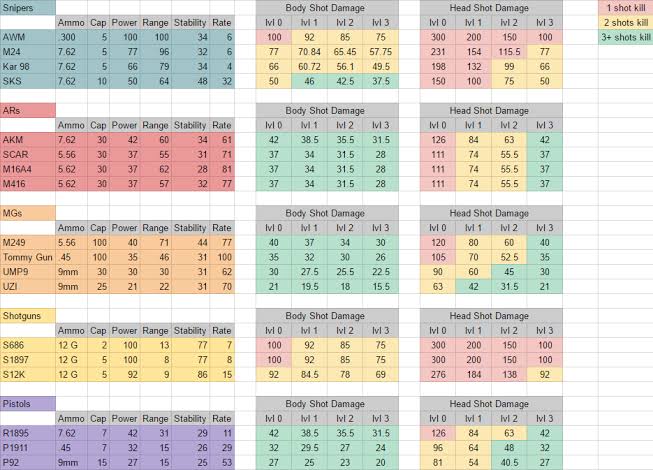 Snipers Body Shot Damage Head Shot Damage 1 shot kill
Ammo Cap Power Range Stability Rate lvl 0 lvl 1 lvl 2 lvl 3 lvl 0 lvl 1 lvl 2 lvl 3 2 shots kill
AWM .300 5 100 100 34 6 100 92 85 75 300 200 150 100 3+ shots kill
M24 7.62 5 77 96 32 6 77 70.84 65.45 57.75 231 154 115.5 77
Kar 98 7.62 5 66 79 34 4 66 60.72 56.1 49.5 198 132 99 66
SKS 7.62 10 50 64 48 32 50 46 42.5 37.5 150 100 75 50
ARs Body Shot Damage Head Shot Damage
Ammo Cap Power Range Stability Rate lvl 0 lvl 1 lvl 2 lvl 3 lvl 0 lvl 1 lvl 2 lvl 3
AKM 7.62 30 42 60 34 61 42 38.5 35.5 31.5 126 84 63 42
SCAR 5.56 30 37 55 31 71 37 34 31.5 28 111 74 55.5 37
M16A4 5.62 30 37 62 28 81 37 34 31.5 28 111 74 55.5 37
M416 5.62 30 37 57 32 77 37 34 31.5 28 111 74 55.5 37
MGs Body Shot Damage Head Shot Damage
Ammo Cap Power Range Stability Rate lvl 0 lvl 1 lvl 2 lvl 3 lvl 0 lvl 1 lvl 2 lvl 3
M249 5.56 100 40 71 44 77 40 37 34 30 120 80 60 40
Tommy Gun .45 100 35 46 31 100 35 32 30 26 105 70 52.5 35
UMP9 9mm 30 30 30 31 62 30 27.5 25.5 22.5 90 60 45 30
UZI 9mm 25 21 22 31 70 21 19.5 18 15.5 63 42 31.5 21
Shotguns Body Shot Damage Head Shot Damage
Ammo Cap Power Range Stability Rate lvl 0 lvl 1 lvl 2 lvl 3 lvl 0 lvl 1 lvl 2 lvl 3
S686 12 G 2 100 13 77 7 100 92 85 75 300 200 150 100
S1897 12 G 5 100 8 77 8 100 92 85 75 300 200 150 100
S12K 12 G 5 92 9 86 15 92 84.5 78 69 276 184 138 92
Pistols Body Shot Damage Head Shot Damage
Ammo Cap Power Range Stability Rate lvl 0 lvl 1 lvl 2 lvl 3 lvl 0 lvl 1 lvl 2 lvl 3
R1895 7.62 7 42 31 29 11 42 38.5 35.5 31.5 126 84 63 42
P1911 .45 7 32 15 26 29 32 29.5 27 24 96 64 48 32
P92 9mm 15 27 15 25 53 27 25 23 20 81 54 40.5 37